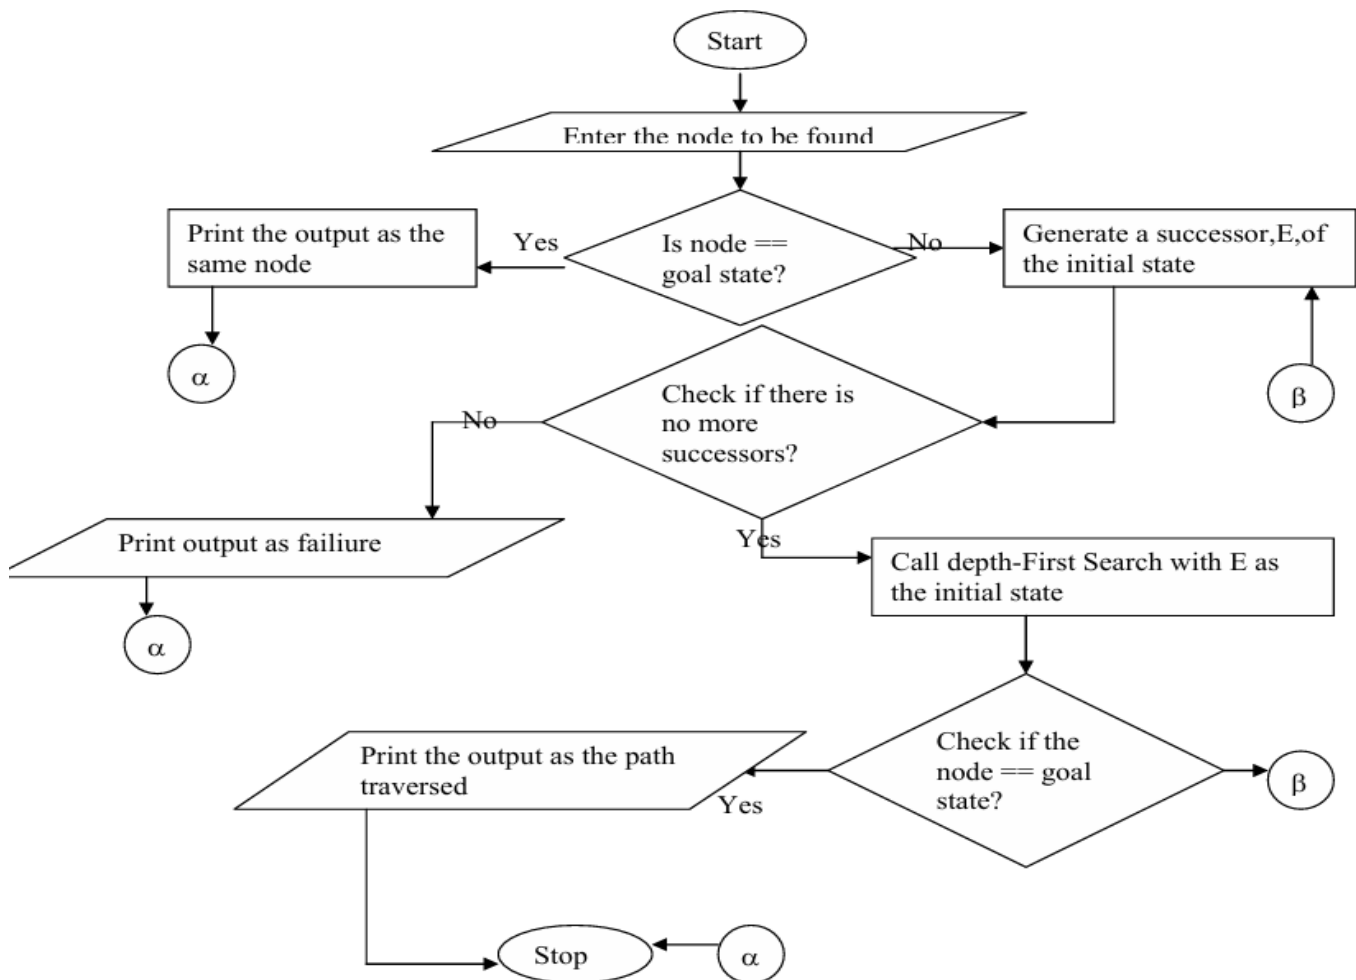 Start
Enter the node to be found
Print the output as the
same node
Yes
Is node ==
goal state?
No
Generate a successor,E,of
the initial state
α
Check if there is
no more
successors?
β
No
Print output as failiure
Yes
Call depth-First Search with E as
the initial state
α
Print the output as the path
traversed
Yes
Check if the
node == goal
state?
β
Stop
α